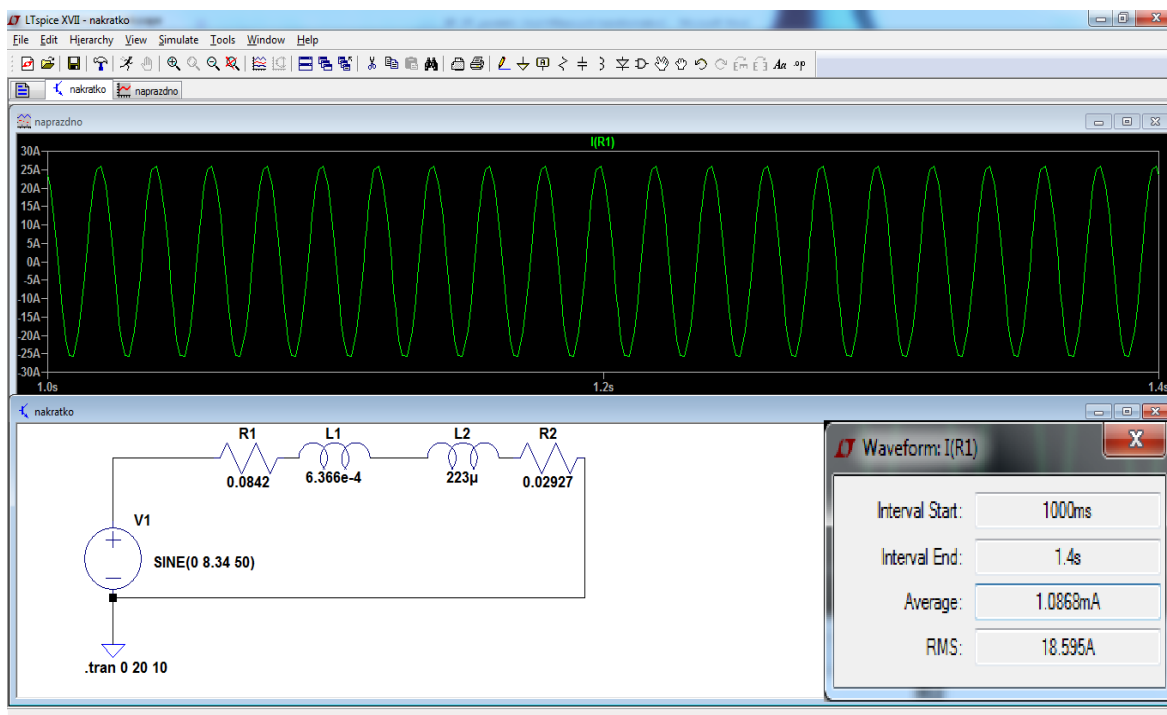 LTspice XVII - nakratko
File Edit Hierarchy View Simulate Tools Window Help
nakratko naprazdno
naprazdno
I(R1)
30A
25A
20A
15A
10A
5A
0A
-5A
-10A
-15A
-20A
-25A
-30A
1.0s 1.2s 1.4s
nakratko
R1 L1 L2 R2
0.0842 6.366e-4 223µ 0.02927
V1
SINE(0 8.34 50)
.tran 0 20 10
Waveform: I(R1)
Interval Start: 1000ms
Interval End: 1.4s
Average: 1.0868mA
RMS: 18.595A